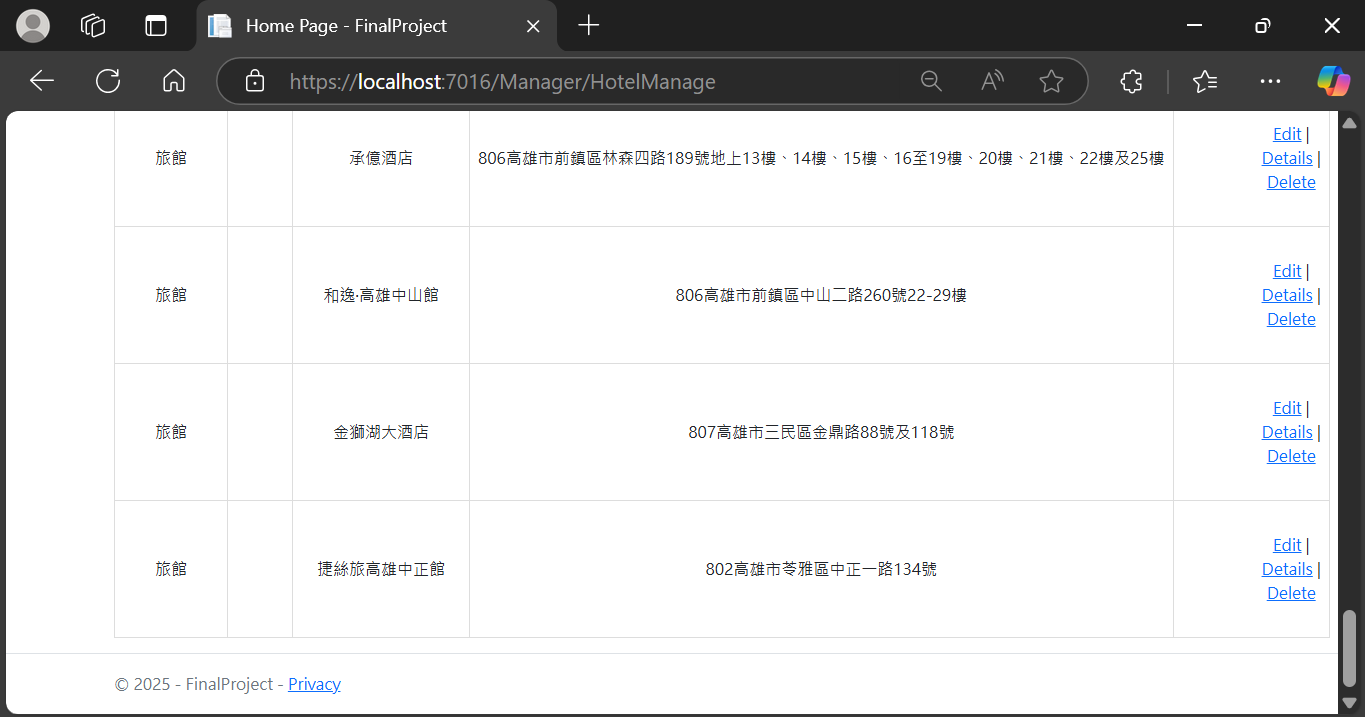 Home Page - FinalProject
https://localhost:7016/Manager/HotelManage
旅館 承億酒店 806高雄市前鎮區林森四路189號地上13樓、14樓、15樓、16至19樓、20樓、21樓、22樓及25樓 Edit |
Details |
Delete
旅館 和逸·高雄中山館 806高雄市前鎮區中山二路260號22-29樓 Edit |
Details |
Delete
旅館 金獅湖大酒店 807高雄市三民區金鼎路88號及118號 Edit |
Details |
Delete
旅館 捷絲旅高雄中正館 802高雄市苓雅區中正一路134號 Edit |
Details |
Delete
© 2025 - FinalProject - Privacy